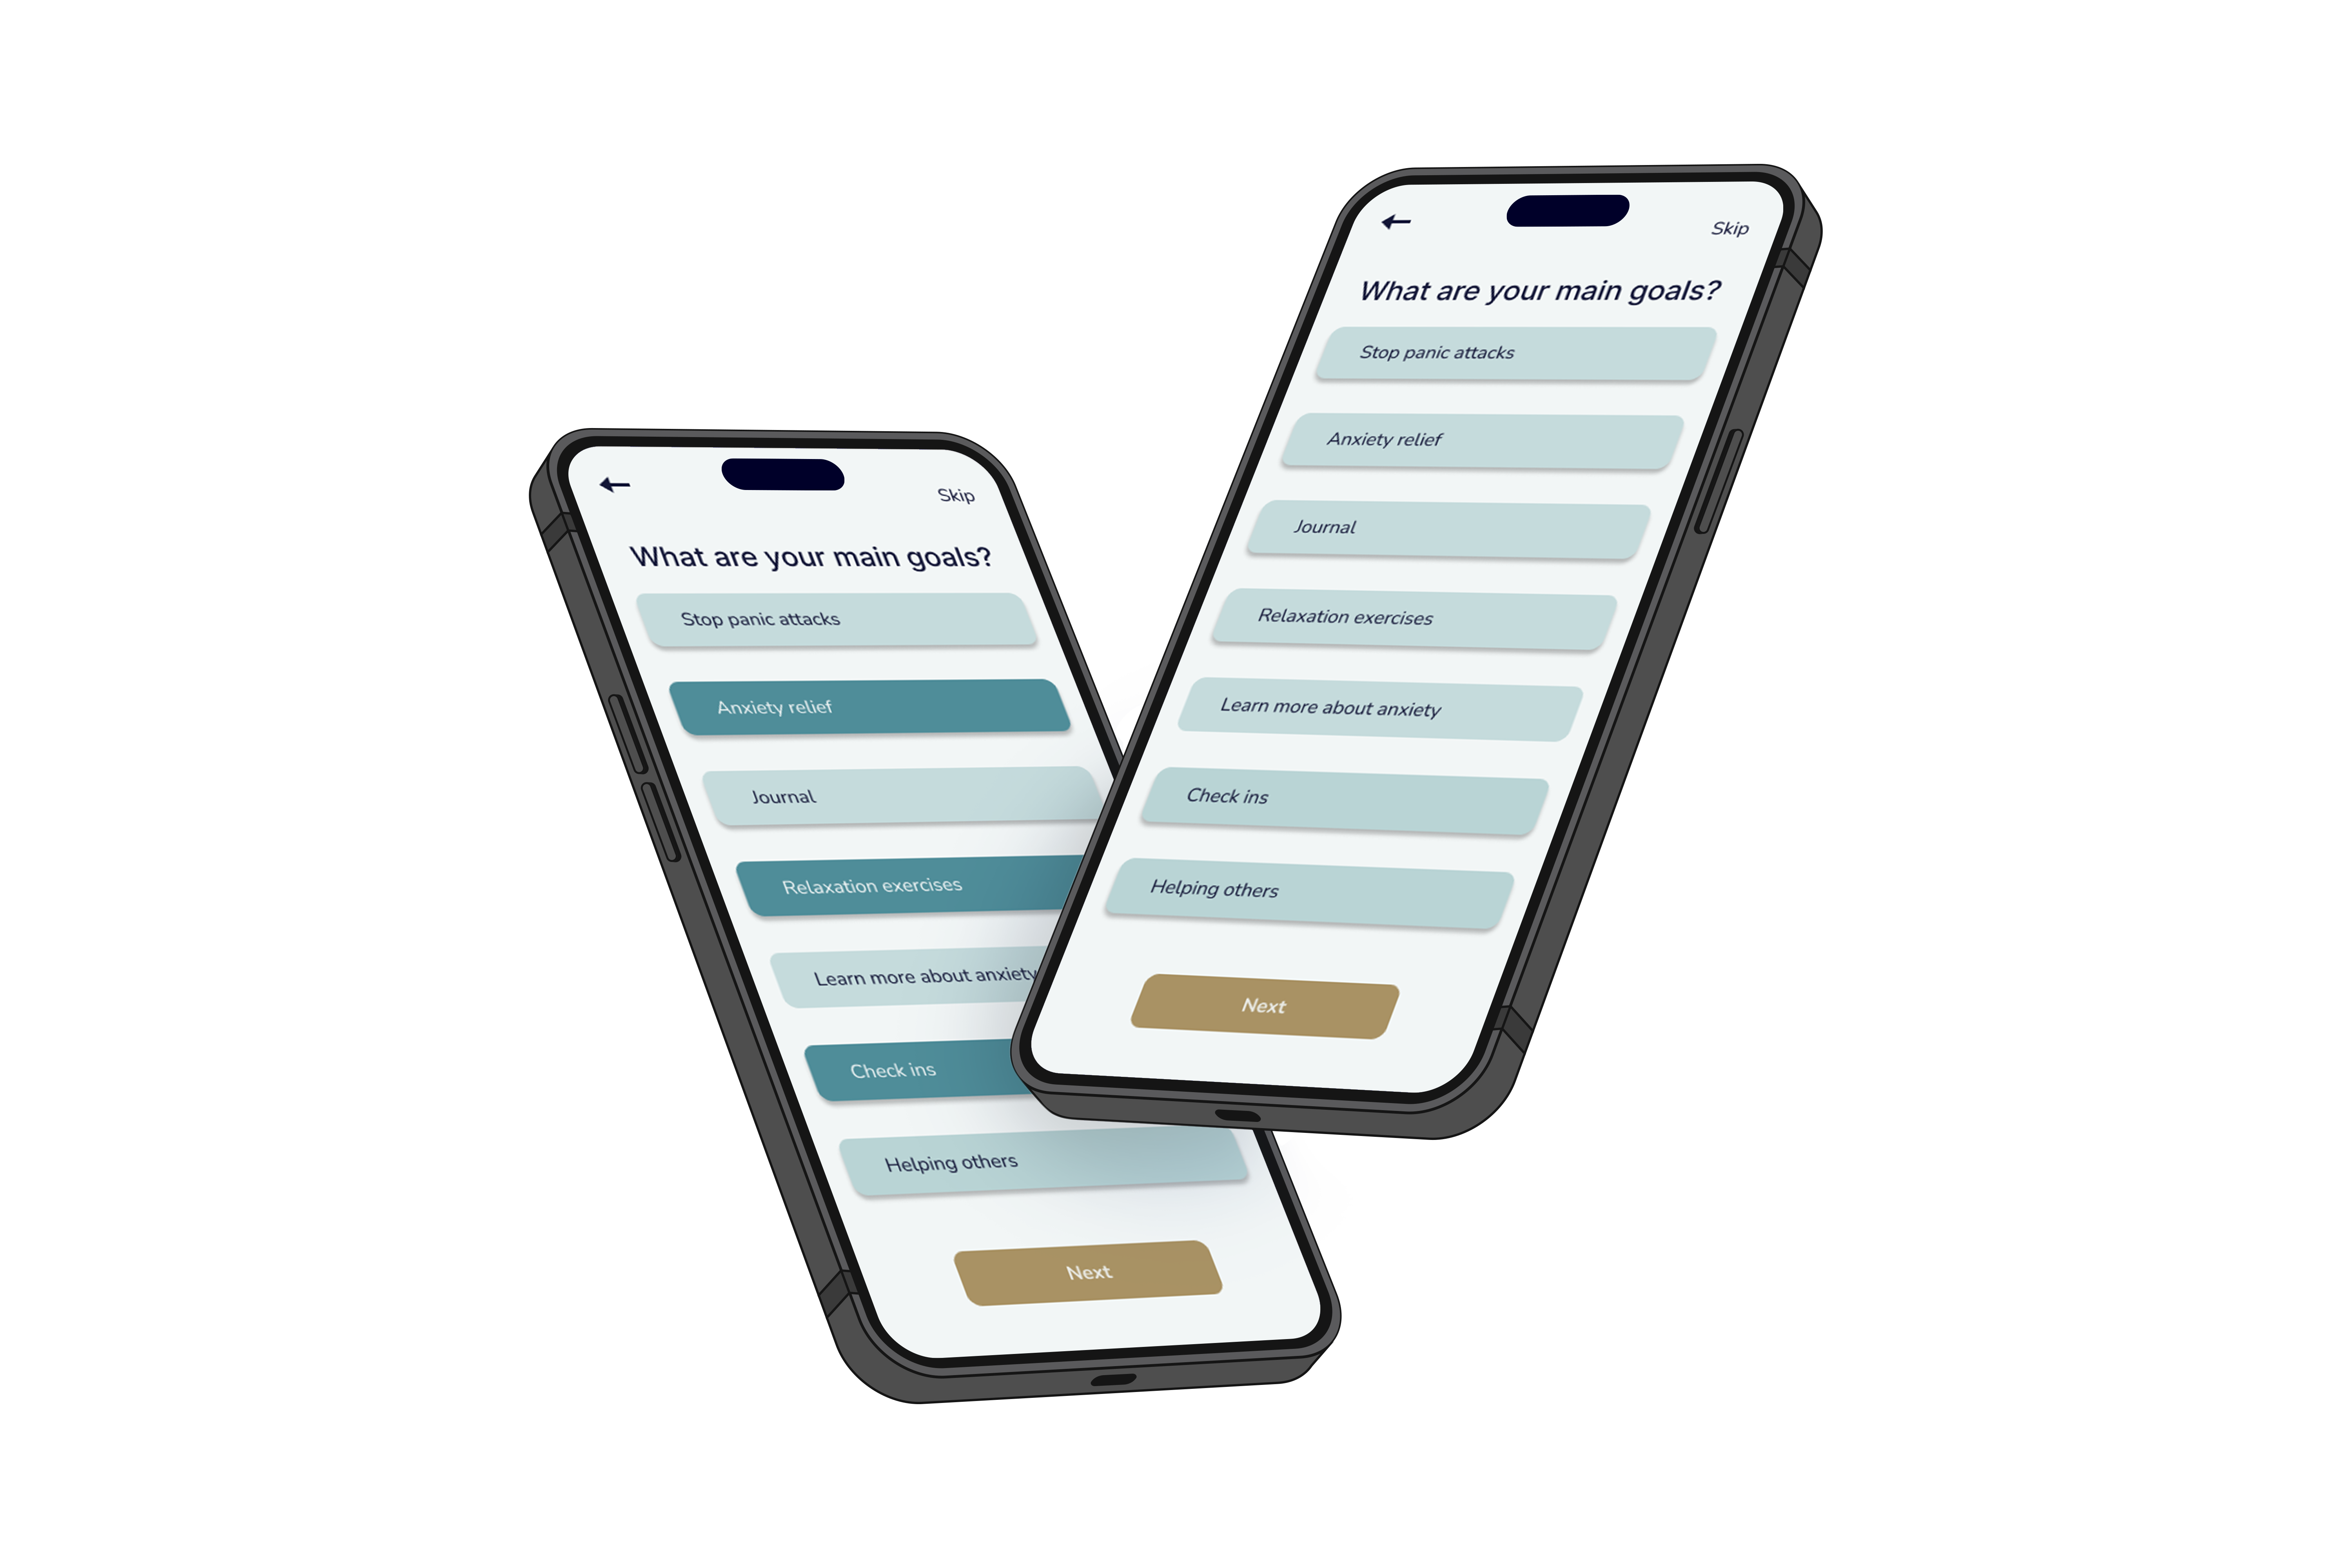 Skip
What are your main goals?
Stop panic attacks
Anxiety relief
Journal
Relaxation exercises
Learn more about anxiety
Check ins
Helping others
Next
Skip
What are your main goals?
Stop panic attacks
Anxiety relief
Journal
Relaxation exercises
Learn more about anxiety
Check ins
Helping others
Next